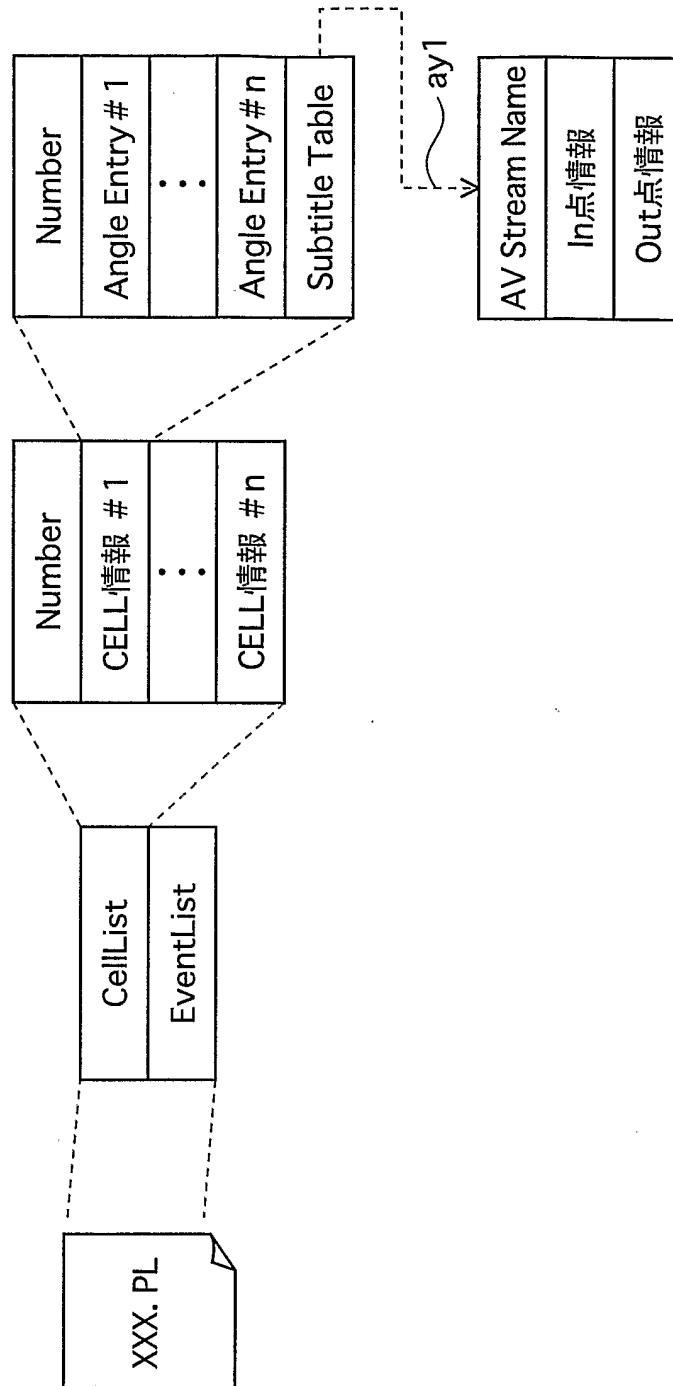 XXX. PL
CellList
EventList
Number
CELL情報 #1
・・・
CELL情報 #n
Number
Angle Entry#1
・・・
Angle Entry#n
Subtitle Table
ay1
AV Stream Name
In点情報
Out点情報